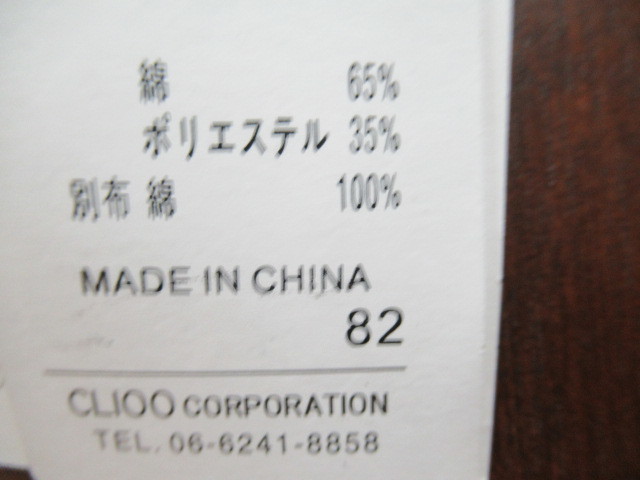 綿 65%
ポリエステル 35%
別布 綿 100%
MADE IN CHINA
82
CLIOO CORPORATION
TEL. 06-6241-8858